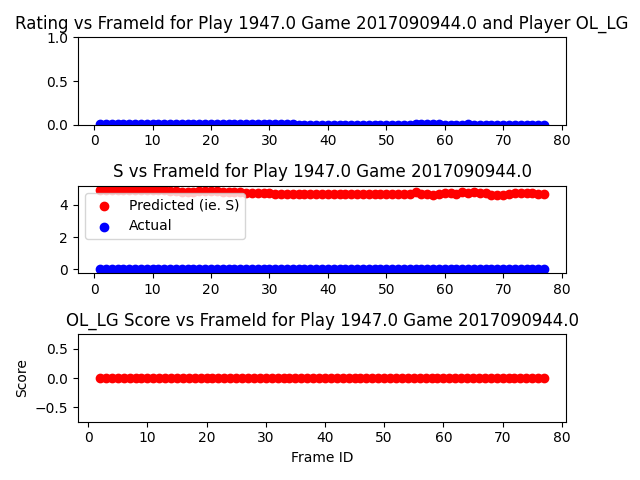 Rating vs FrameId for Play 1947.0 Game 2017090944.0 and Player OL_LG
1.0
0.5
0.0
0 10 20 30 40 50 60 70 80
S vs FrameId for Play 1947.0 Game 2017090944.0
4
2
0
Predicted (ie. S)
Actual
0 10 20 30 40 50 60 70 80
OL_LG Score vs FrameId for Play 1947.0 Game 2017090944.0
Score
0.5
0.0
−0.5
0 10 20 30 40 50 60 70 80
Frame ID